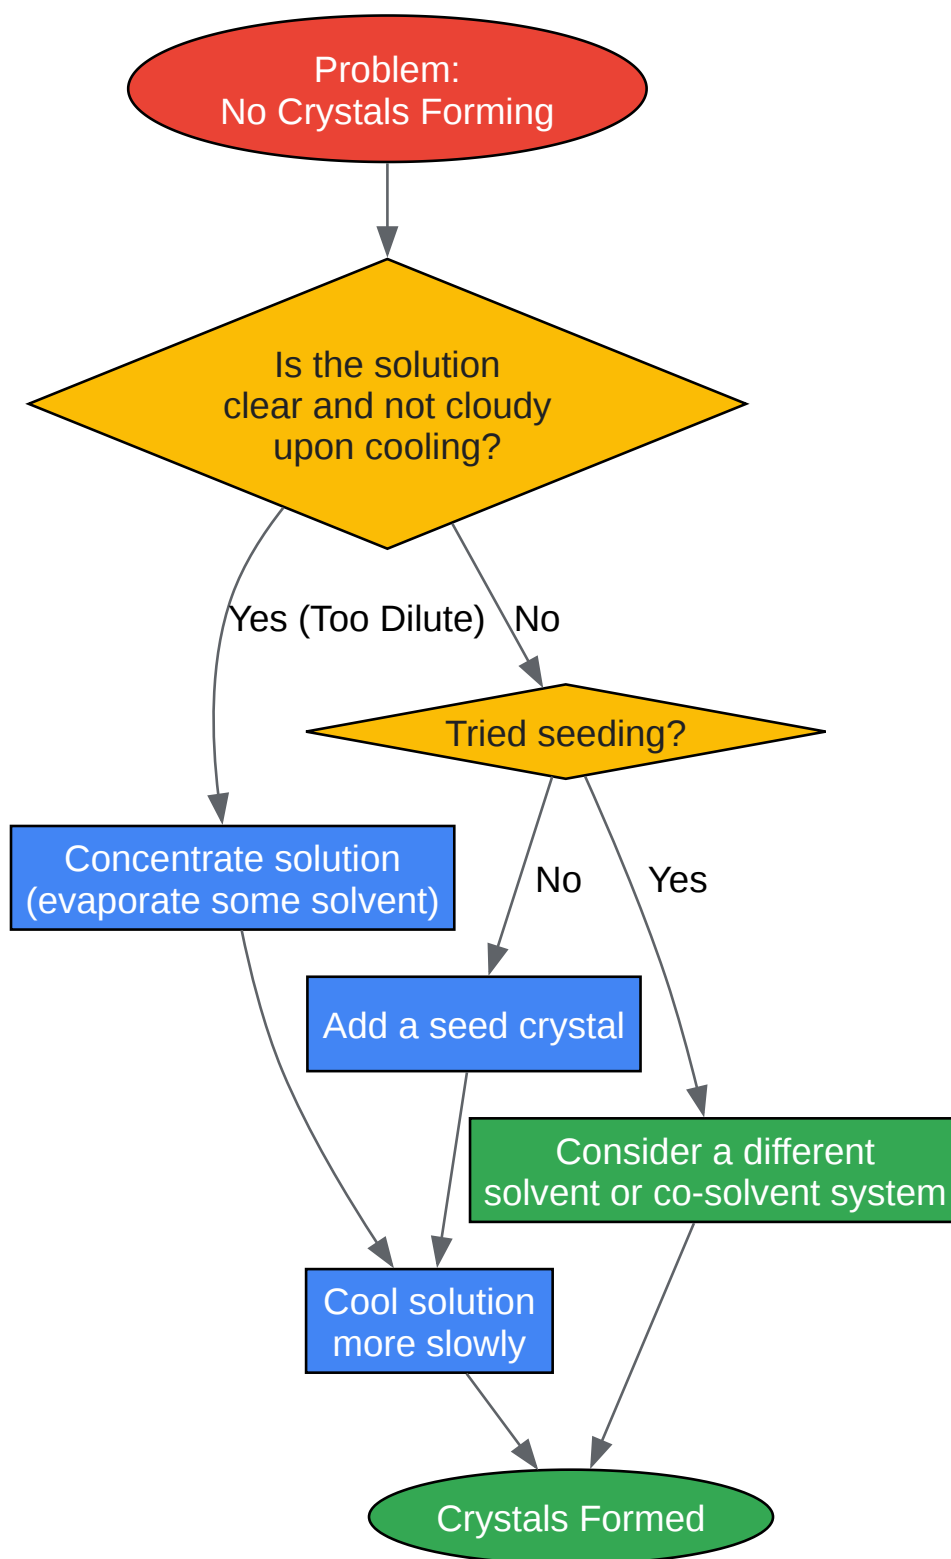 Problem:
No Crystals Forming
Is the solution
clear and not cloudy
upon cooling?
Yes (Too Dilute)
No
Tried seeding?
Concentrate solution
(evaporate some solvent)
No
Yes
Add a seed crystal
Consider a different
solvent or co-solvent system
Cool solution
more slowly
Crystals Formed